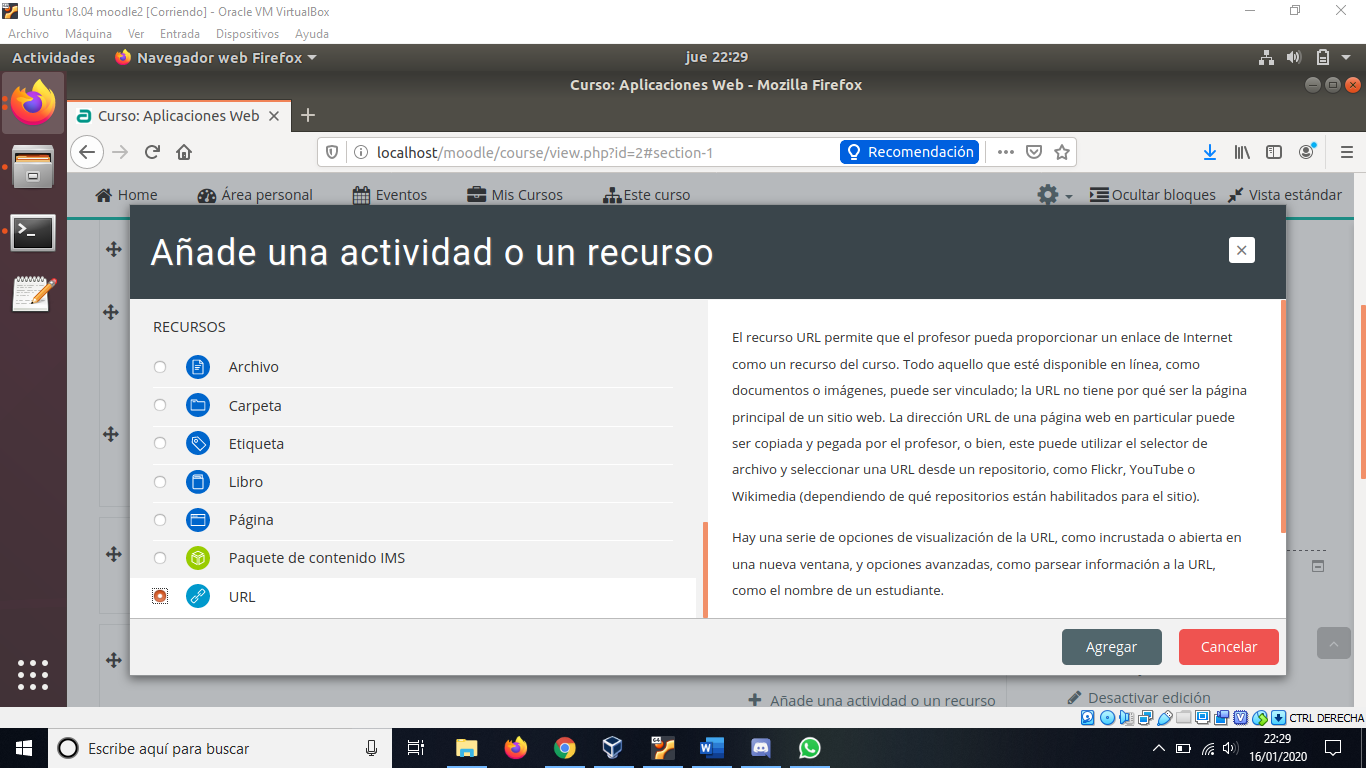 Ubuntu 18.04 moodle2 [Corriendo] - Oracle VM VirtualBox
Archivo Máquina Ver Entrada Dispositivos Ayuda
Actividades Navegador web Firefox jue 22:29
Curso: Aplicaciones Web - Mozilla Firefox
Curso: Aplicaciones Web
localhost/moodle/course/view.php?id=2#section-1 Recomendación
Home Área personal Eventos Mis Cursos Este curso Ocultar bloques Vista estándar
Añade una actividad o un recurso
RECURSOS
Archivo
Carpeta
Etiqueta
Libro
Página
Paquete de contenido IMS
URL
El recurso URL permite que el profesor pueda proporcionar un enlace de Internet
como un recurso del curso. Todo aquello que esté disponible en línea, como
documentos o imágenes, puede ser vinculado; la URL no tiene por qué ser la página
principal de un sitio web. La dirección URL de una página web en particular puede
ser copiada y pegada por el profesor, o bien, este puede utilizar el selector de
archivo y seleccionar una URL desde un repositorio, como Flickr, YouTube o
Wikimedia (dependiendo de qué repositorios están habilitados para el sitio).
Hay una serie de opciones de visualización de la URL, como incrustada o abierta en
una nueva ventana, y opciones avanzadas, como parsear información a la URL,
como el nombre de un estudiante.
Agregar Cancelar
Añade una actividad o un recurso Desactivar edición
CTRL DERECHA
Escribe aquí para buscar
22:29
16/01/2020